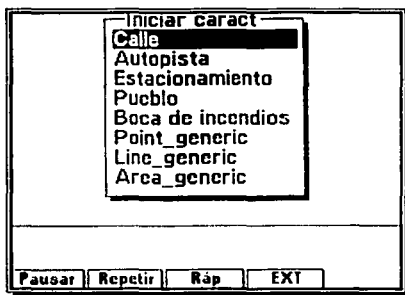 Iniciar caract
Calle
Autopista
Estacionamiento
Pueblo
Boca de incendios
Point_generic
Line_generic
Area_generic
Pausar Repetir Ráp EXT